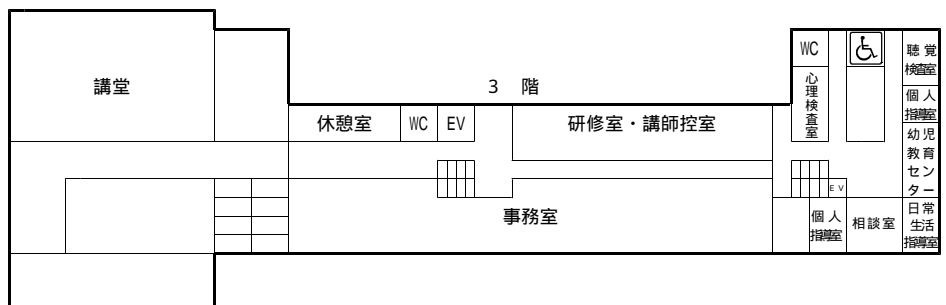 3 階
講堂
休憩室
WC
EV
研修室・講師控室
WC
心理検査室
聴覚
検査室
個人
指導室
幼児
教育
セン
ター
EV
事務室
個人
指導室
相談室
日常
生活
指導室